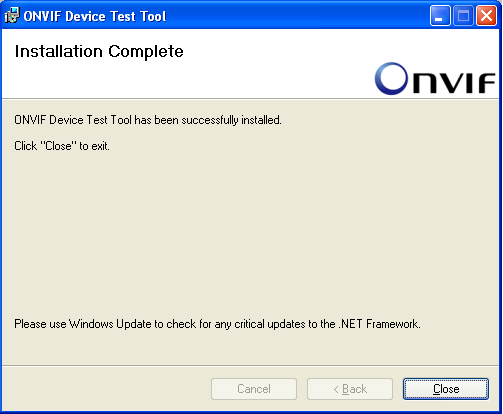 ONVIF Device Test Tool
Installation Complete
Onvif
ONVIF Device Test Tool has been successfully installed.
Click "Close" to exit.
Please use Windows Update to check for any critical updates to the .NET Framework.
Cancel
< Back
Close